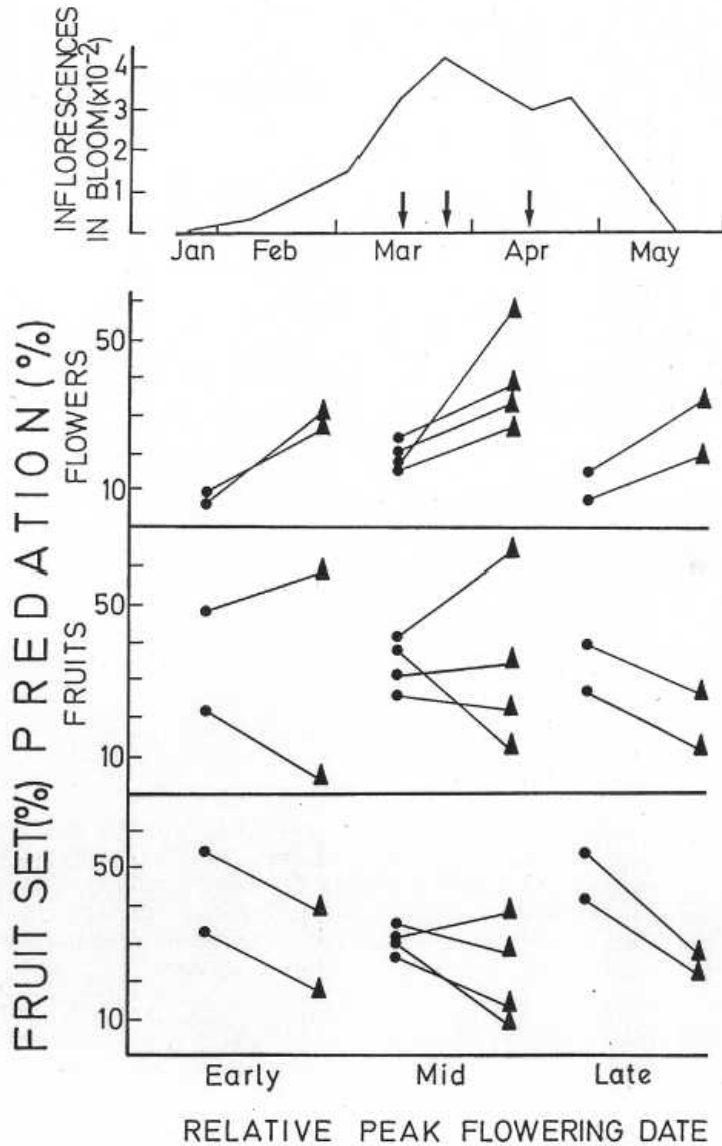 INFLORESCENCES
IN BLOOM(x10⁻²)
4
3
2
1
Jan Feb Mar Apr May
PREDATION (%)
FLOWERS
50
10
FRUITS
50
10
FRUIT SET(%)
50
10
Early Mid Late
RELATIVE PEAK FLOWERING DATE